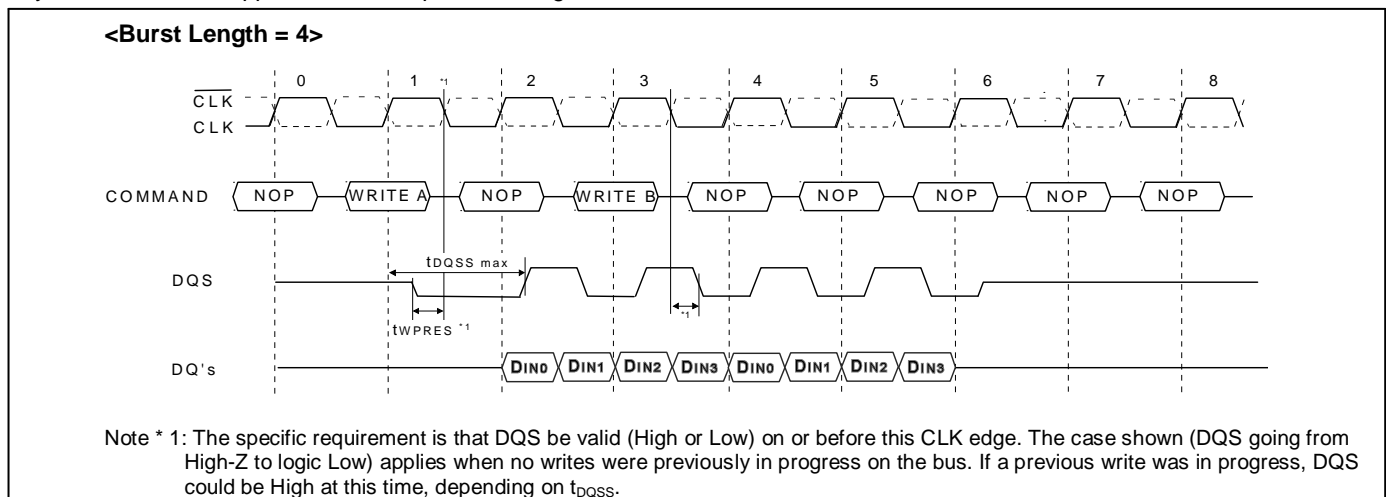 <Burst Length = 4>
0 1 *1 2 3 4 5 6 7 8
CLK
CLK
COMMAND NOP WRITE A NOP WRITE B NOP NOP NOP NOP NOP
tDQSS max
DQS
*1
tWPRES *1
DQ's DIN0 DIN1 DIN2 DIN3 DIN0 DIN1 DIN2 DIN3
Note * 1: The specific requirement is that DQS be valid (High or Low) on or before this CLK edge. The case shown (DQS going from
High-Z to logic Low) applies when no writes were previously in progress on the bus. If a previous write was in progress, DQS
could be High at this time, depending on tDQSS.